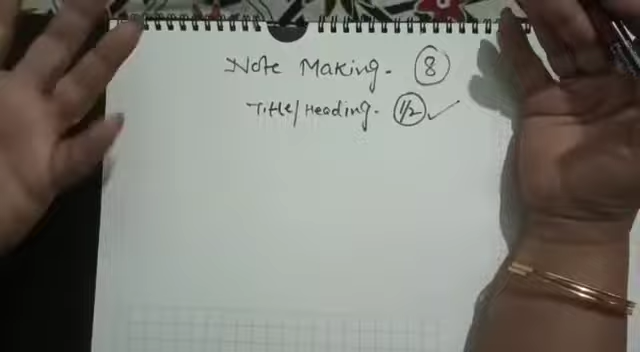 Note Making. 8
Title/Heading. 1/2 ✓